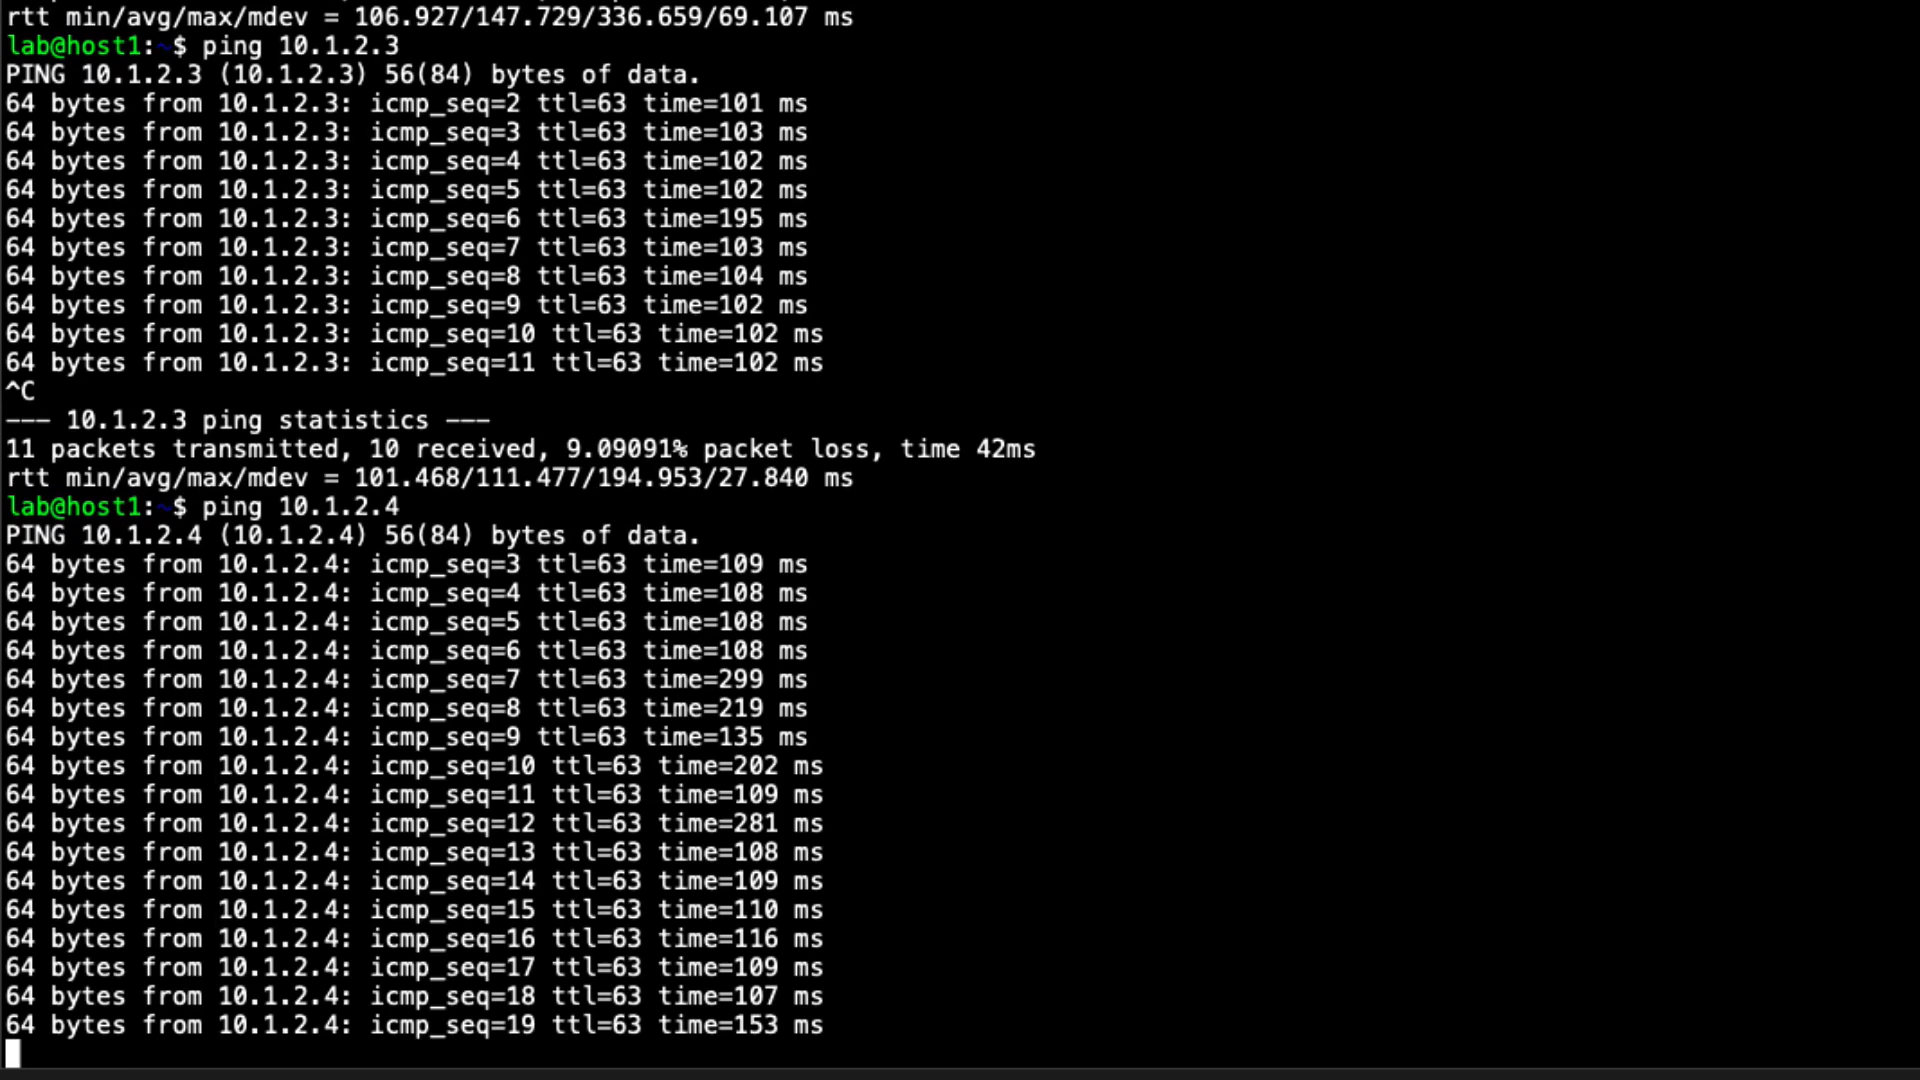 rtt min/avg/max/mdev = 106.927/147.729/336.659/69.107 ms
lab@host1:~$ ping 10.1.2.3
PING 10.1.2.3 (10.1.2.3) 56(84) bytes of data.
64 bytes from 10.1.2.3: icmp_seq=2 ttl=63 time=101 ms
64 bytes from 10.1.2.3: icmp_seq=3 ttl=63 time=103 ms
64 bytes from 10.1.2.3: icmp_seq=4 ttl=63 time=102 ms
64 bytes from 10.1.2.3: icmp_seq=5 ttl=63 time=102 ms
64 bytes from 10.1.2.3: icmp_seq=6 ttl=63 time=195 ms
64 bytes from 10.1.2.3: icmp_seq=7 ttl=63 time=103 ms
64 bytes from 10.1.2.3: icmp_seq=8 ttl=63 time=104 ms
64 bytes from 10.1.2.3: icmp_seq=9 ttl=63 time=102 ms
64 bytes from 10.1.2.3: icmp_seq=10 ttl=63 time=102 ms
64 bytes from 10.1.2.3: icmp_seq=11 ttl=63 time=102 ms
^C
--- 10.1.2.3 ping statistics ---
11 packets transmitted, 10 received, 9.09091% packet loss, time 42ms
rtt min/avg/max/mdev = 101.468/111.477/194.953/27.840 ms
lab@host1:~$ ping 10.1.2.4
PING 10.1.2.4 (10.1.2.4) 56(84) bytes of data.
64 bytes from 10.1.2.4: icmp_seq=3 ttl=63 time=109 ms
64 bytes from 10.1.2.4: icmp_seq=4 ttl=63 time=108 ms
64 bytes from 10.1.2.4: icmp_seq=5 ttl=63 time=108 ms
64 bytes from 10.1.2.4: icmp_seq=6 ttl=63 time=108 ms
64 bytes from 10.1.2.4: icmp_seq=7 ttl=63 time=299 ms
64 bytes from 10.1.2.4: icmp_seq=8 ttl=63 time=219 ms
64 bytes from 10.1.2.4: icmp_seq=9 ttl=63 time=135 ms
64 bytes from 10.1.2.4: icmp_seq=10 ttl=63 time=202 ms
64 bytes from 10.1.2.4: icmp_seq=11 ttl=63 time=109 ms
64 bytes from 10.1.2.4: icmp_seq=12 ttl=63 time=281 ms
64 bytes from 10.1.2.4: icmp_seq=13 ttl=63 time=108 ms
64 bytes from 10.1.2.4: icmp_seq=14 ttl=63 time=109 ms
64 bytes from 10.1.2.4: icmp_seq=15 ttl=63 time=110 ms
64 bytes from 10.1.2.4: icmp_seq=16 ttl=63 time=116 ms
64 bytes from 10.1.2.4: icmp_seq=17 ttl=63 time=109 ms
64 bytes from 10.1.2.4: icmp_seq=18 ttl=63 time=107 ms
64 bytes from 10.1.2.4: icmp_seq=19 ttl=63 time=153 ms